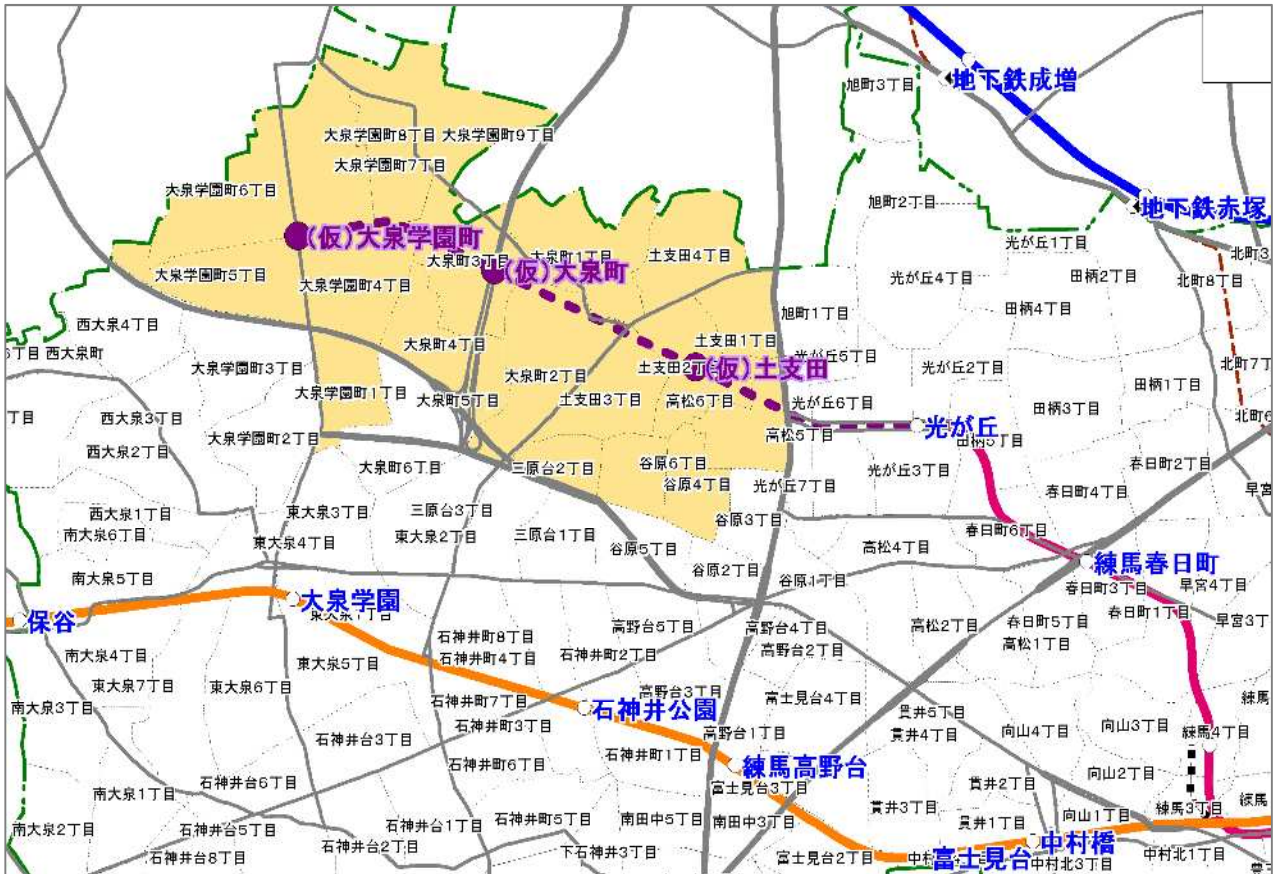 旭町3丁目
地下鉄成増
大泉学園町8丁目
大泉学園町9丁目
大泉学園町7丁目
大泉学園町6丁目
旭町2丁目
地下鉄赤塚
(仮)大泉学園町
光が丘1丁目
北町3
大泉町3丁目
大泉町1丁目
土支田4丁目
大泉学園町5丁目
大泉学園町4丁目
(仮)大泉町
光が丘4丁目
田柄2丁目
北町8丁目
田柄4丁目
西大泉4丁目
旭町1丁目
大泉町4丁目
土支田1丁目
西大泉町
大泉学園町3丁目
大泉町2丁目
土支田2丁
(仮)土支田
光が丘5丁目
光が丘2丁目
北町7丁
田柄1丁目
大泉学園町1丁目
大泉町5丁目
土支田3丁目
高松6丁目
光が丘6丁目
田柄3丁目
丁目
西大泉3丁目
北町6
大泉学園町2丁目
高松5丁目
光が丘
田柄5丁目
西大泉2丁目
大泉町6丁目
三原台2丁目
谷原6丁目
光が丘3丁目
春日町2丁目
谷原4丁目
光が丘7丁目
春日町4丁目
早宮
西大泉1丁目
東大泉3丁目
三原台3丁目
谷原3丁目
南大泉6丁目
東大泉4丁目
東大泉2丁目
三原台1丁目
谷原5丁目
高松4丁目
春日町6丁目
南大泉5丁目
谷原2丁目
谷原1丁目
練馬春日町
春日町3丁目
早宮4丁目
保谷
大泉学園
高野台5丁目
高野台4丁目
高松2丁目
春日町5丁目
春日町1丁目
早宮3丁
石神井町8丁目
高松1丁目
南大泉4丁目
東大泉5丁目
石神井町4丁目
石神井町2丁目
高野台2丁目
東大泉7丁目
東大泉6丁目
石神井町7丁目
高野台3丁目
富士見台4丁目
練馬
南大泉3丁目
石神井公園
貫井5丁目
石神井町3丁目
向山4丁目
向山3丁目
練馬4丁目
石神井台3丁目
高野台1丁目
貫井4丁目
石神井町1丁目
石神井町6丁目
練馬高野台
向山2丁目
石神井台6丁目
富士見台3丁目
貫井2丁目
南大泉1丁目
貫井3丁目
練馬3丁目
練馬
南大泉2丁目
石神井台5丁目
石神井台1丁目
石神井町5丁目
南田中5丁目
南田中3丁目
貫井1丁目
向山1丁目
石神井台2丁目
中村橋
石神井台8丁目
下石神井3丁目
富士見台2丁目
富士見台
中村北3丁目
中村北1丁目